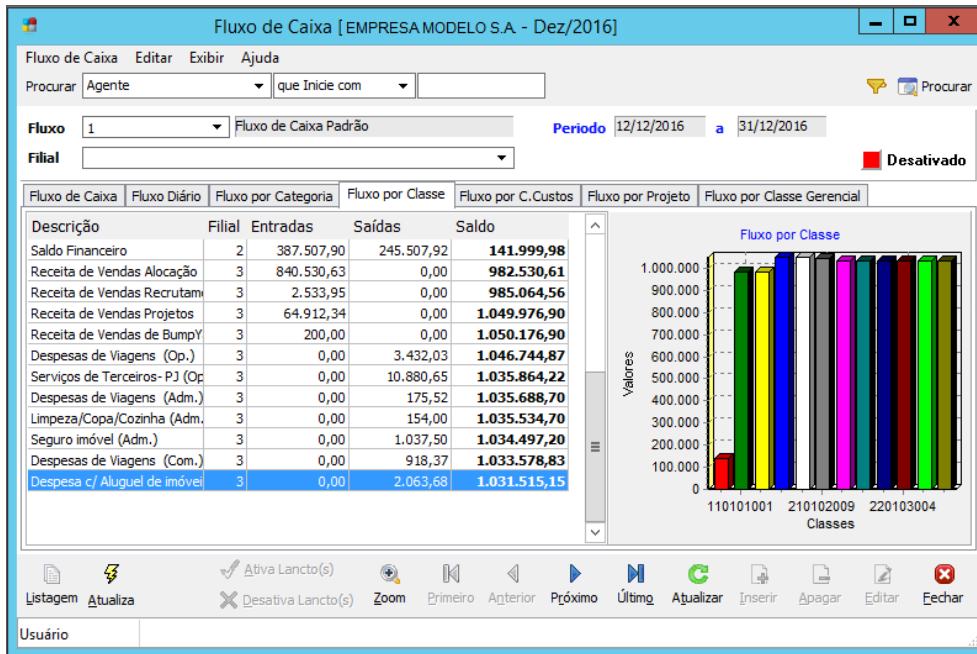 Fluxo de Caixa [ EMPRESA MODELO S.A. - Dez/2016]
Fluxo de Caixa Editar Exibir Ajuda
Procurar Agente que Inicie com Procurar
Fluxo 1 Fluxo de Caixa Padrão Periodo 12/12/2016 a 31/12/2016
Filial Desativado
Fluxo de Caixa Fluxo Diário Fluxo por Categoria Fluxo por Classe Fluxo por C.Custos Fluxo por Projeto Fluxo por Classe Gerencial
Descrição Filial Entradas Saídas Saldo
Saldo Financeiro 2 387.507,90 245.507,92 141.999,98
Receita de Vendas Alocação 3 840.530,63 0,00 982.530,61
Receita de Vendas Recrutam 3 2.533,95 0,00 985.064,56
Receita de Vendas Projetos 3 64.912,34 0,00 1.049.976,90
Receita de Vendas de BumpY 3 200,00 0,00 1.050.176,90
Despesas de Viagens (Op.) 3 0,00 3.432,03 1.046.744,87
Serviços de Terceiros- PJ (Op 3 0,00 10.880,65 1.035.864,22
Despesas de Viagens (Adm.) 3 0,00 175,52 1.035.688,70
Limpeza/Copa/Cozinha (Adm. 3 0,00 154,00 1.035.534,70
Seguro imóvel (Adm.) 3 0,00 1.037,50 1.034.497,20
Despesas de Viagens (Com.) 3 0,00 918,37 1.033.578,83
Despesa c/ Aluguel de imóvei 3 0,00 2.063,68 1.031.515,15
Fluxo por Classe
Valores
1.000.000
900.000
800.000
700.000
600.000
500.000
400.000
300.000
200.000
100.000
0
110101001 210102009 220103004
Classes
Listagem Atualiza Ativa Lancto(s) Desativa Lancto(s) Zoom Primeiro Anterior Próximo Último Atualizar Inserir Apagar Editar Fechar
Usuário